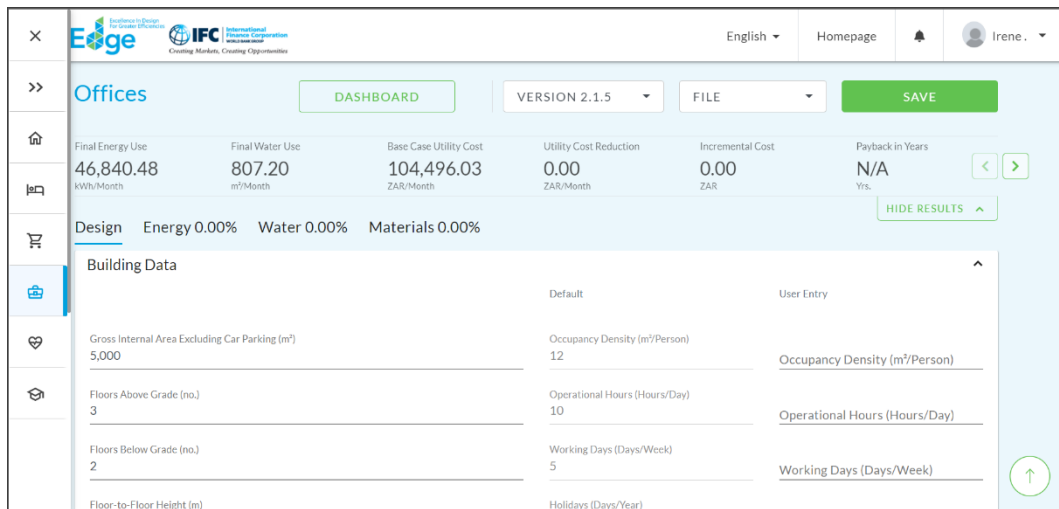 Excellence In Design
For Greater Efficiencies
Edge
IFC International
Finance Corporation
WORLD BANK GROUP
Creating Markets, Creating Opportunities
English
Homepage
Irene .
Offices
DASHBOARD
VERSION 2.1.5
FILE
SAVE
Final Energy Use
46,840.48
kWh/Month
Final Water Use
807.20
m³/Month
Base Case Utility Cost
104,496.03
ZAR/Month
Utility Cost Reduction
0.00
ZAR/Month
Incremental Cost
0.00
ZAR
Payback in Years
N/A
Yrs.
HIDE RESULTS
Design Energy 0.00% Water 0.00% Materials 0.00%
Building Data
Default
User Entry
Gross Internal Area Excluding Car Parking (m²)
5,000
Occupancy Density (m²/Person)
12
Occupancy Density (m²/Person)
Floors Above Grade (no.)
3
Operational Hours (Hours/Day)
10
Operational Hours (Hours/Day)
Floors Below Grade (no.)
2
Working Days (Days/Week)
5
Working Days (Days/Week)
Floor-to-Floor Height (m)
Holidays (Days/Year)